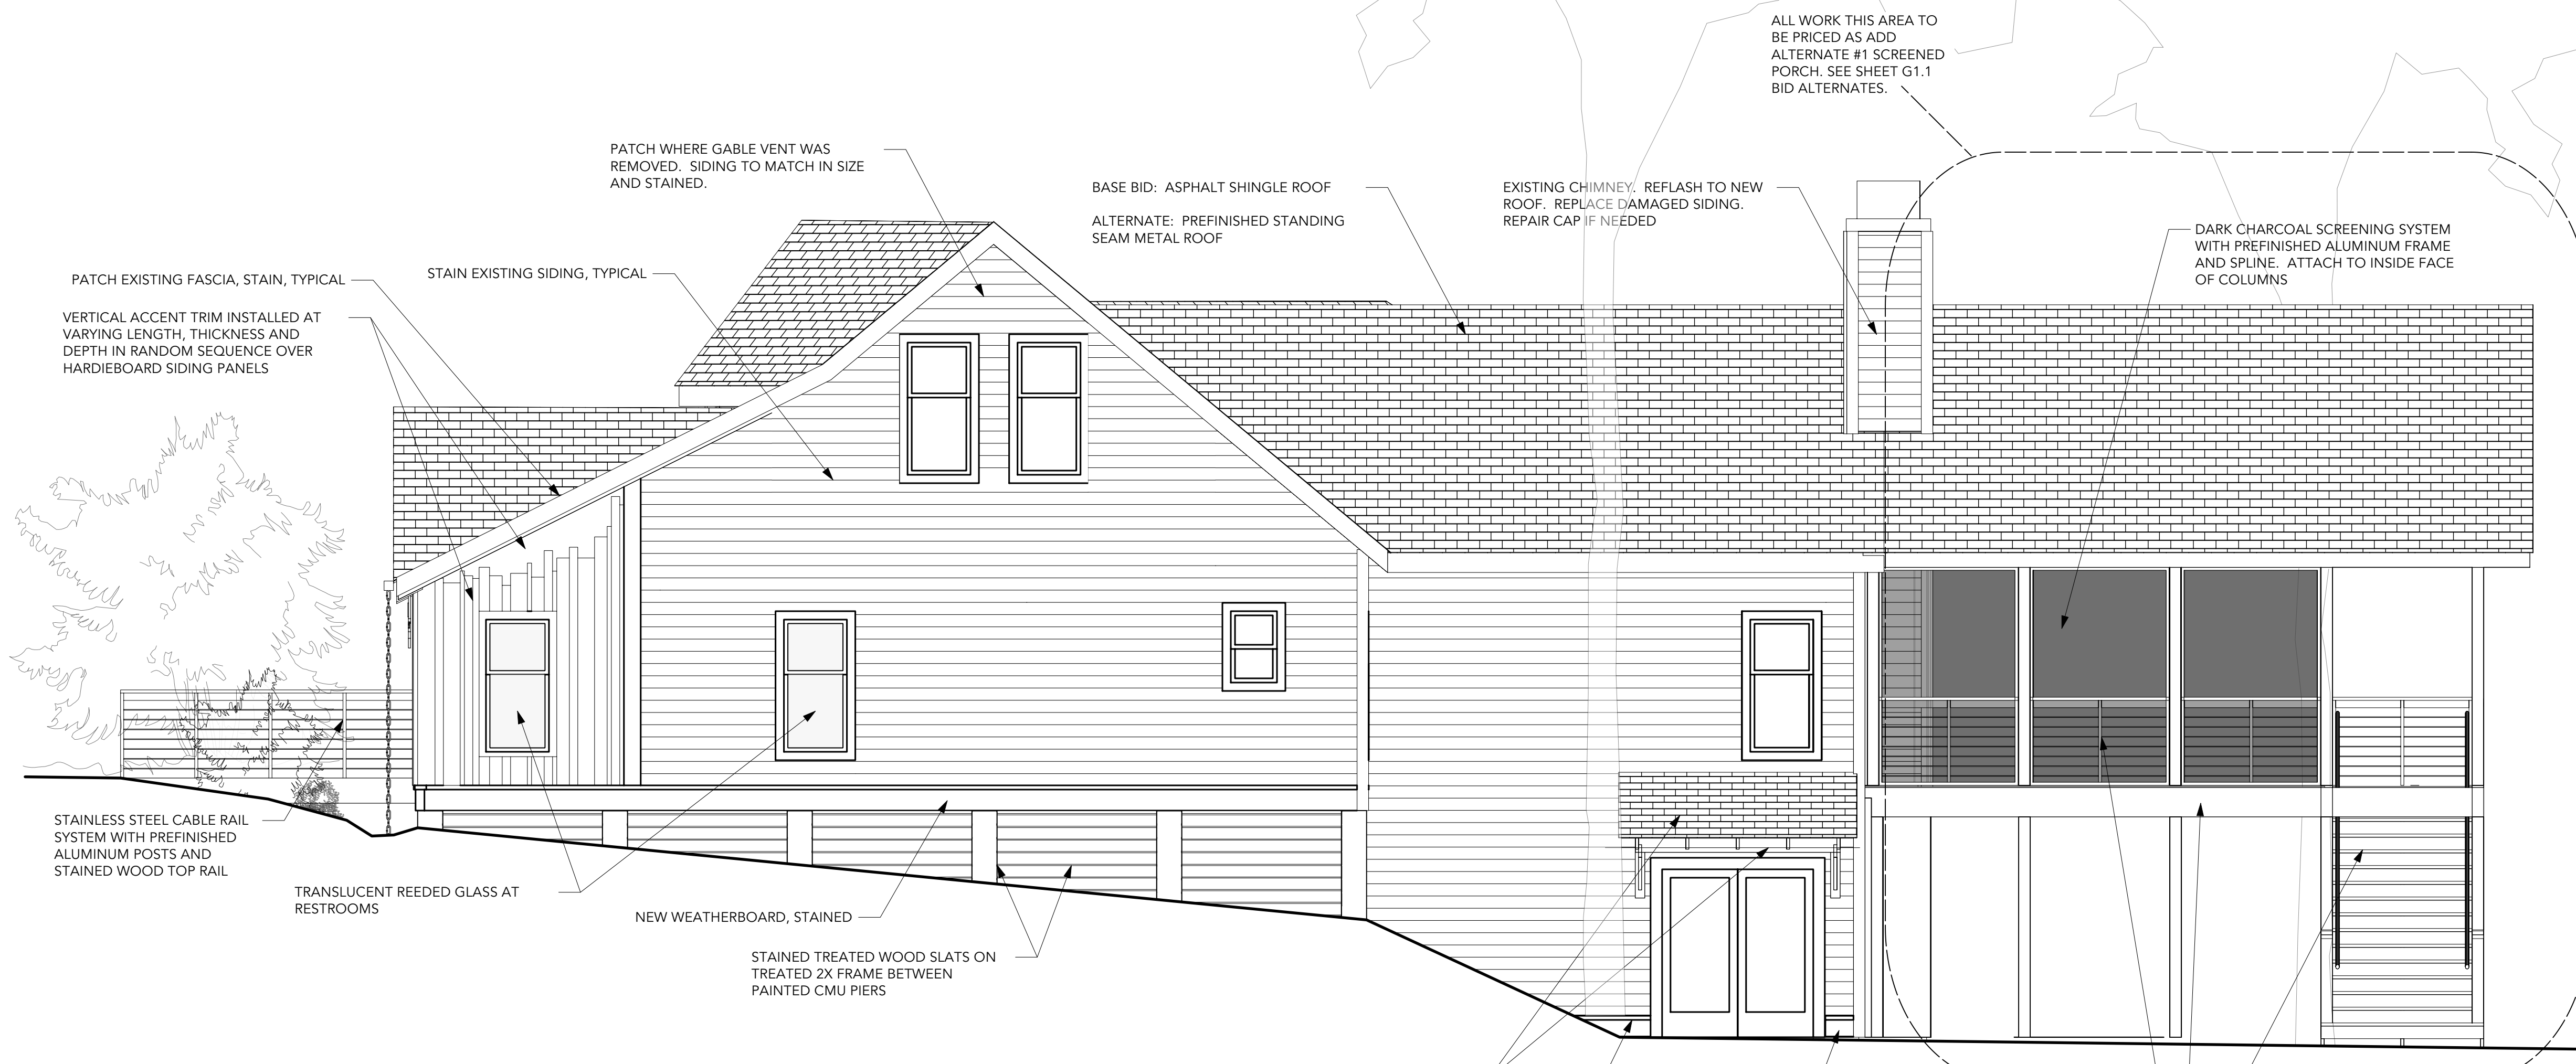 ALL WORK THIS AREA TO
BE PRICED AS ADD
ALTERNATE #1 SCREENED
PORCH. SEE SHEET G1.1
BID ALTERNATES.
PATCH WHERE GABLE VENT WAS
REMOVED. SIDING TO MATCH IN SIZE
AND STAINED.
BASE BID: ASPHALT SHINGLE ROOF
ALTERNATE: PREFINISHED STANDING
SEAM METAL ROOF
EXISTING CHIMNEY. REFLASH TO NEW
ROOF. REPLACE DAMAGED SIDING.
REPAIR CAP IF NEEDED
DARK CHARCOAL SCREENING SYSTEM
WITH PREFINISHED ALUMINUM FRAME
AND SPLINE. ATTACH TO INSIDE FACE
OF COLUMNS
PATCH EXISTING FASCIA, STAIN, TYPICAL
STAIN EXISTING SIDING, TYPICAL
VERTICAL ACCENT TRIM INSTALLED AT
VARYING LENGTH, THICKNESS AND
DEPTH IN RANDOM SEQUENCE OVER
HARDIEBOARD SIDING PANELS
STAINLESS STEEL CABLE RAIL
SYSTEM WITH PREFINISHED
ALUMINUM POSTS AND
STAINED WOOD TOP RAIL
TRANSLUCENT REEDED GLASS AT
RESTROOMS
NEW WEATHERBOARD, STAINED
STAINED TREATED WOOD SLATS ON
TREATED 2X FRAME BETWEEN
PAINTED CMU PIERS